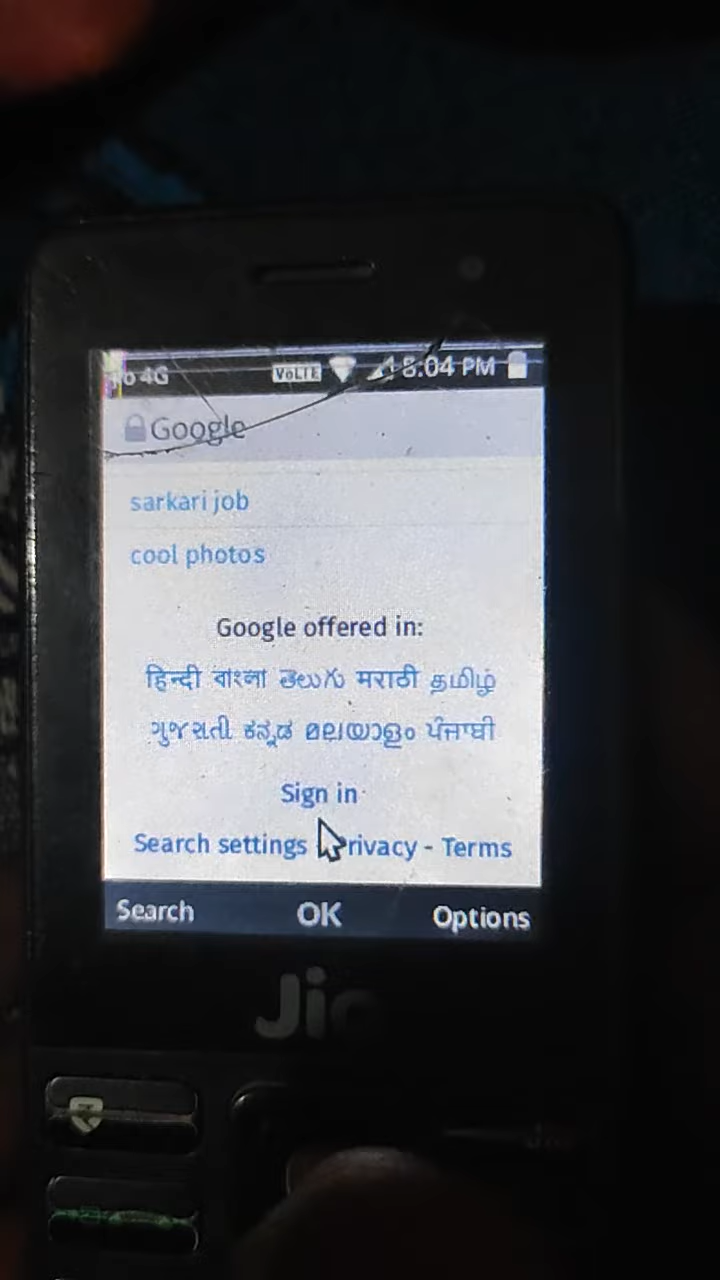 Jio 4G VoLTE 8:04 PM
Google
sarkari job
cool photos
Google offered in:
हिन्दी বাংলা తెలుగు मराठी தமிழ்
ગુજરાતી ಕನ್ನಡ മലയാളം ਪੰਜਾਬੀ
Sign in
Search settings Privacy - Terms
Search OK Options
Jio